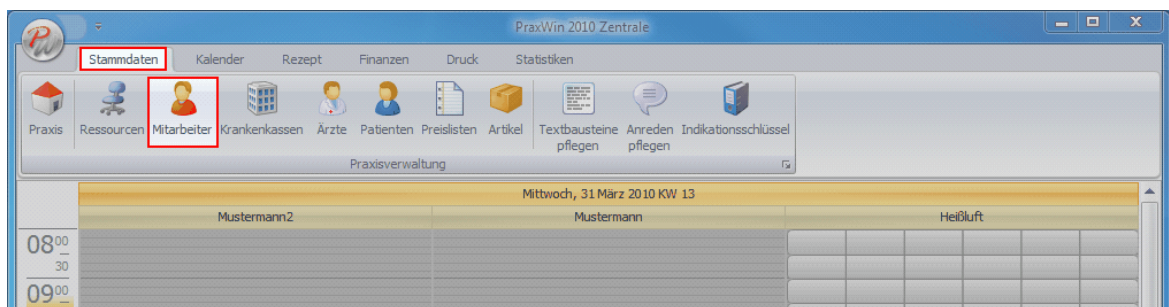 PraxWin 2010 Zentrale
PW
Stammdaten Kalender Rezept Finanzen Druck Statistiken
Praxis Ressourcen Mitarbeiter Krankenkassen Ärzte Patienten Preislisten Artikel Textbausteine pflegen Anreden pflegen Indikationsschlüssel
Praxisverwaltung
Mittwoch, 31 März 2010 KW 13
Mustermann2 Mustermann Heißluft
08 00
30
09 00